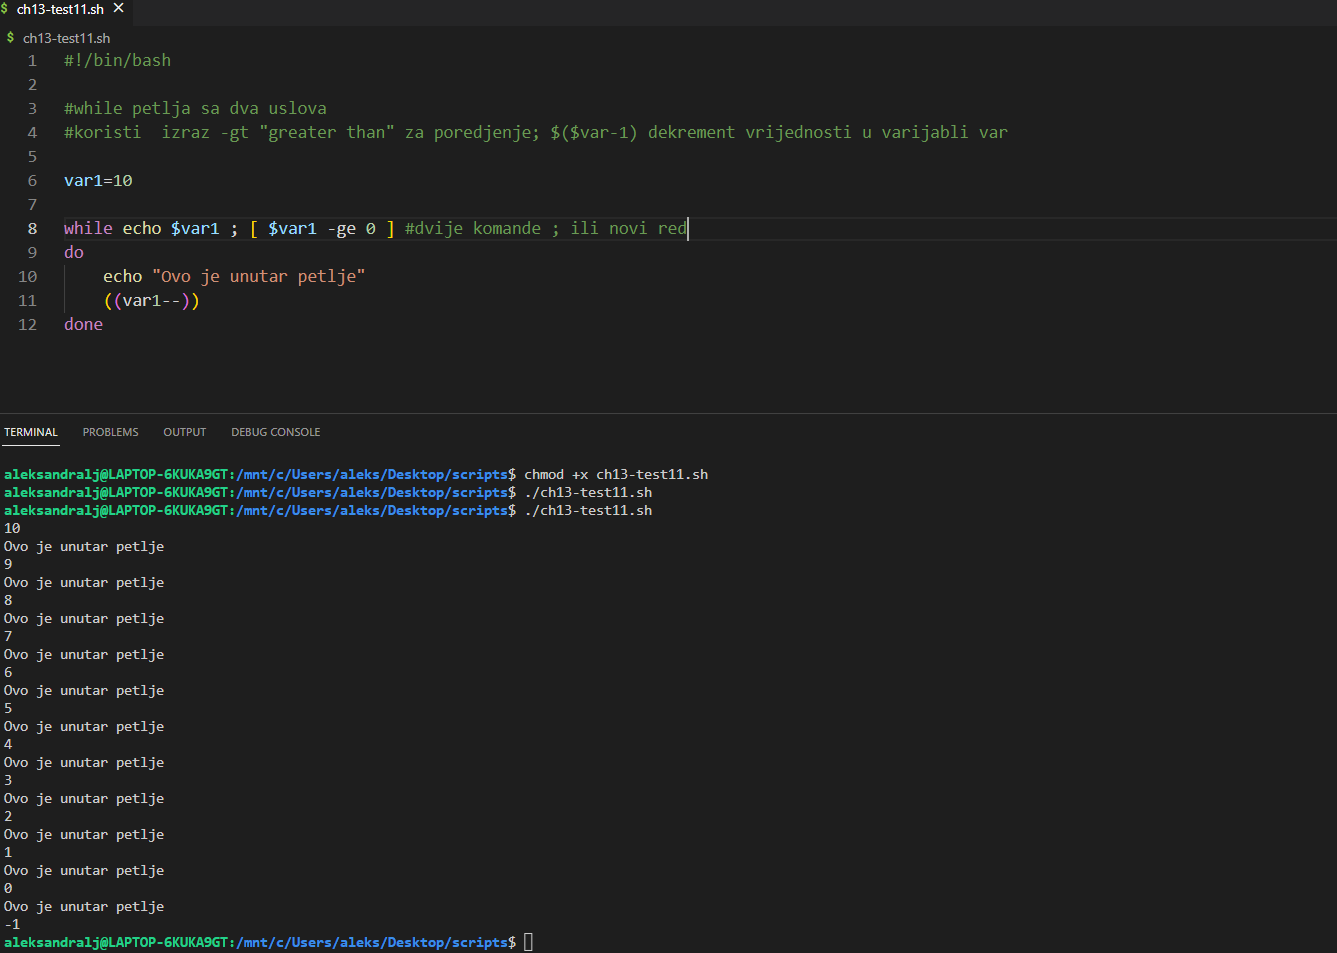 $ ch13-test11.sh ✕
$ ch13-test11.sh
1 #!/bin/bash
2
3 #while petlja sa dva uslova
4 #koristi  izraz -gt "greater than" za poredjenje; $($var-1) dekrement vrijednosti u varijabli var
5
6 var1=10
7
8 while echo $var1 ; [ $var1 -ge 0 ] #dvije komande ; ili novi red
9 do
10     echo "Ovo je unutar petlje"
11     ((var1--))
12 done
TERMINAL PROBLEMS OUTPUT DEBUG CONSOLE
aleksandralj@LAPTOP-6KUKA9GT:/mnt/c/Users/aleks/Desktop/scripts$ chmod +x ch13-test11.sh
aleksandralj@LAPTOP-6KUKA9GT:/mnt/c/Users/aleks/Desktop/scripts$ ./ch13-test11.sh
aleksandralj@LAPTOP-6KUKA9GT:/mnt/c/Users/aleks/Desktop/scripts$ ./ch13-test11.sh
10
Ovo je unutar petlje
9
Ovo je unutar petlje
8
Ovo je unutar petlje
7
Ovo je unutar petlje
6
Ovo je unutar petlje
5
Ovo je unutar petlje
4
Ovo je unutar petlje
3
Ovo je unutar petlje
2
Ovo je unutar petlje
1
Ovo je unutar petlje
0
Ovo je unutar petlje
-1
aleksandralj@LAPTOP-6KUKA9GT:/mnt/c/Users/aleks/Desktop/scripts$